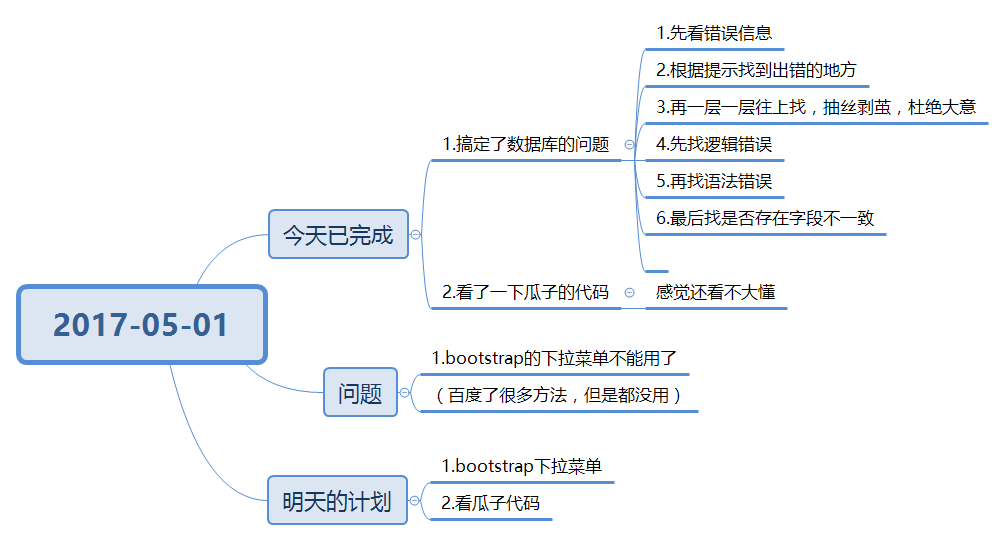 2017-05-01
今天已完成
1.搞定了数据库的问题
1.先看错误信息
2.根据提示找到出错的地方
3.再一层一层往上找，抽丝剥茧，杜绝大意
4.先找逻辑错误
5.再找语法错误
6.最后找是否存在字段不一致
2.看了一下瓜子的代码
感觉还看不大懂
问题
1.bootstrap的下拉菜单不能用了
（百度了很多方法，但是都没用）
明天的计划
1.bootstrap下拉菜单
2.看瓜子代码